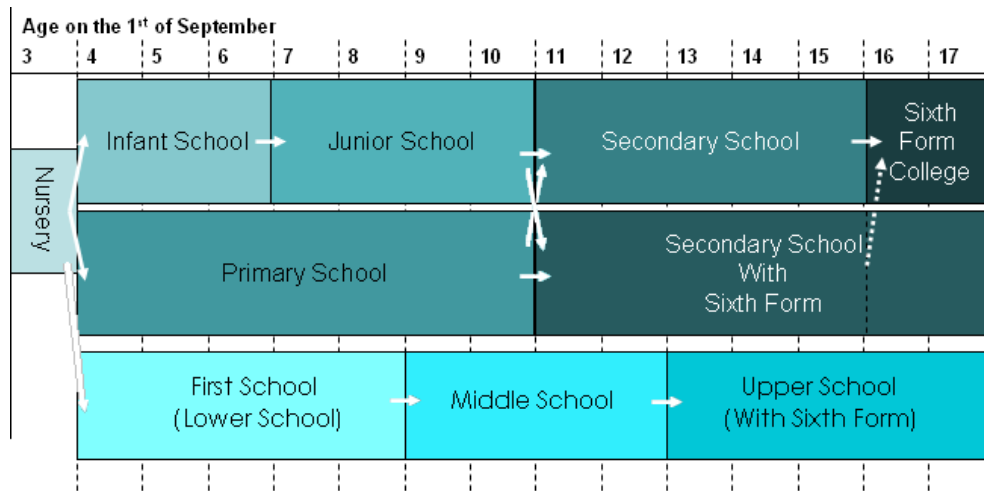 Age on the 1st of September
3 4 5 6 7 8 9 10 11 12 13 14 15 16 17
Nursery
Infant School
Junior School
Secondary School
Sixth
Form
College
Primary School
Secondary School
With
Sixth Form
First School
(Lower School)
Middle School
Upper School
(With Sixth Form)